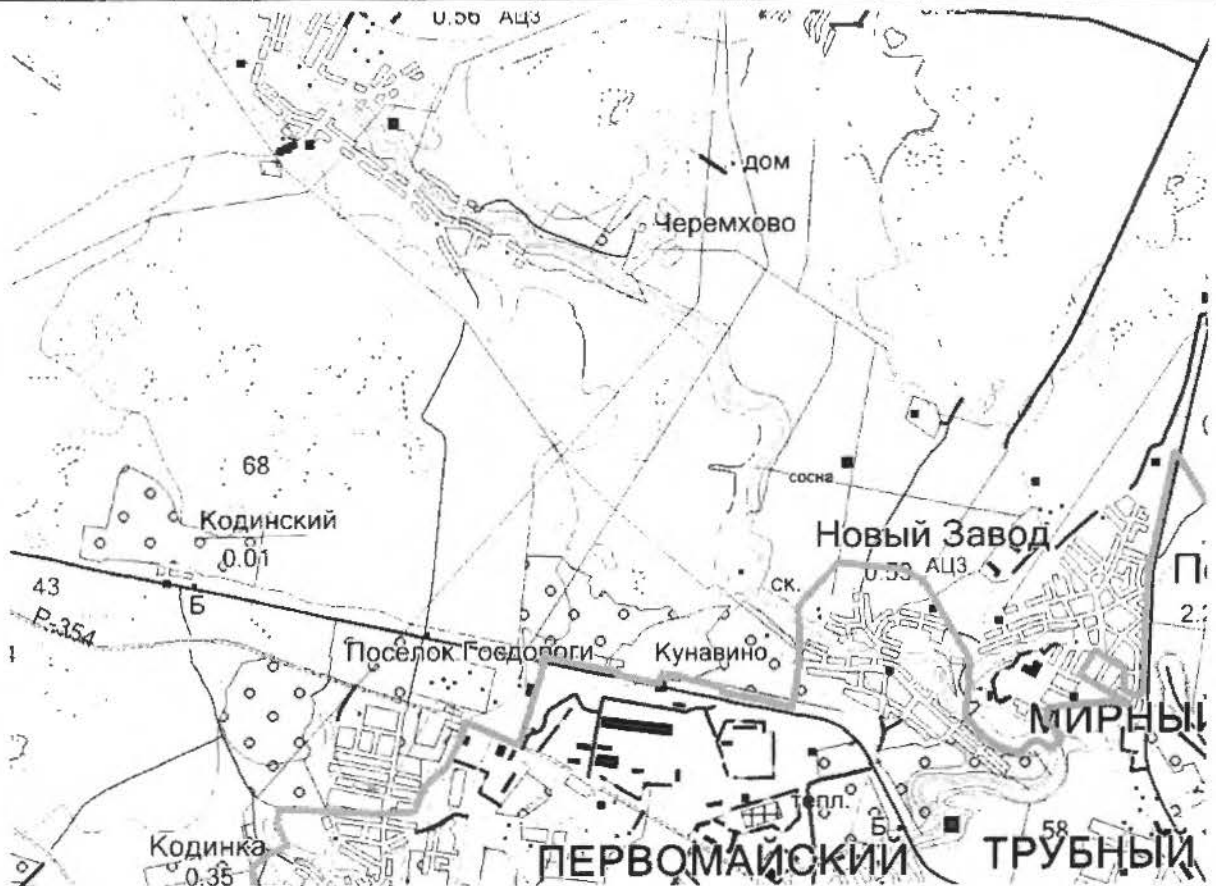 0.56 АЦЗ
дом
Черемхово
68
сосна
Кодинский
Новый Завод
0.01
0.53 АЦЗ
43
ск.
Б
Р-354
Посёлок Госдороги
Кунавино
МИРНЫ
тепл.
Б
58
Кодинка
ПЕРВОМАЙСКИЙ
ТРУБНЫЙ
0.35